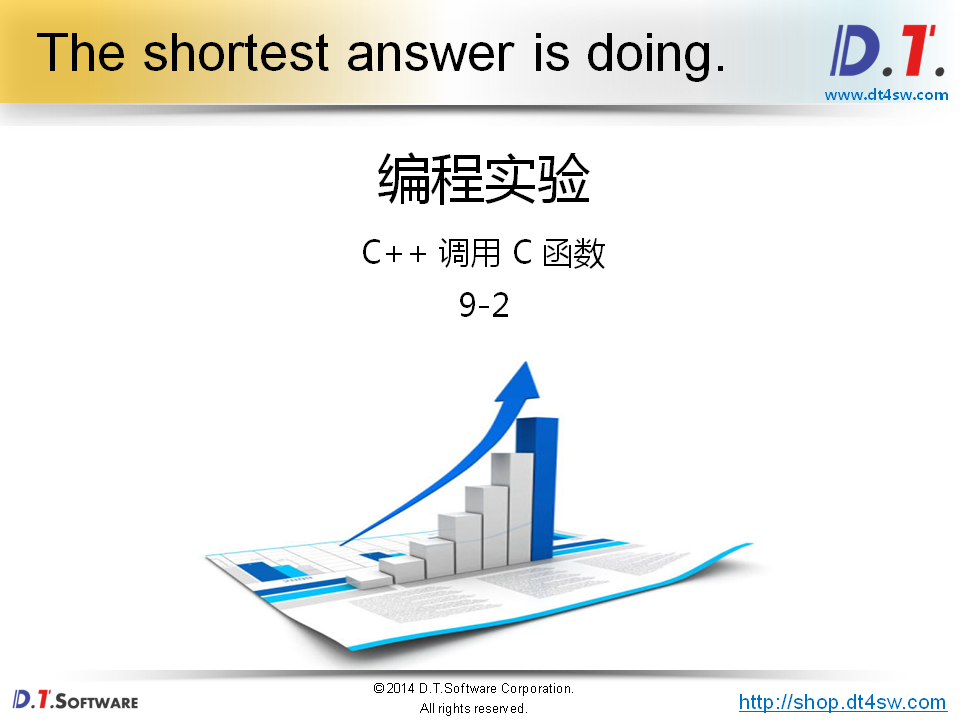 The shortest answer is doing.
D.T.
www.dt4sw.com
编程实验
C++ 调用 C 函数
9-2
2009
©2014 D.T.Software Corporation.
All rights reserved.
D.T.SOFTWARE
http://shop.dt4sw.com